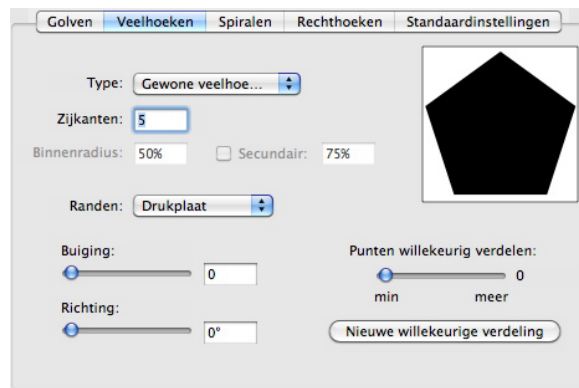 Golven Veelhoeken Spiralen Rechthoeken Standaardinstellingen
Type: Gewone veelhoe...
Zijkanten: 5
Binnenradius: 50% Secundair: 75%
Randen: Drukplaat
Buiging:
0
Richting:
0°
Punten willekeurig verdelen:
0
min meer
Nieuwe willekeurige verdeling